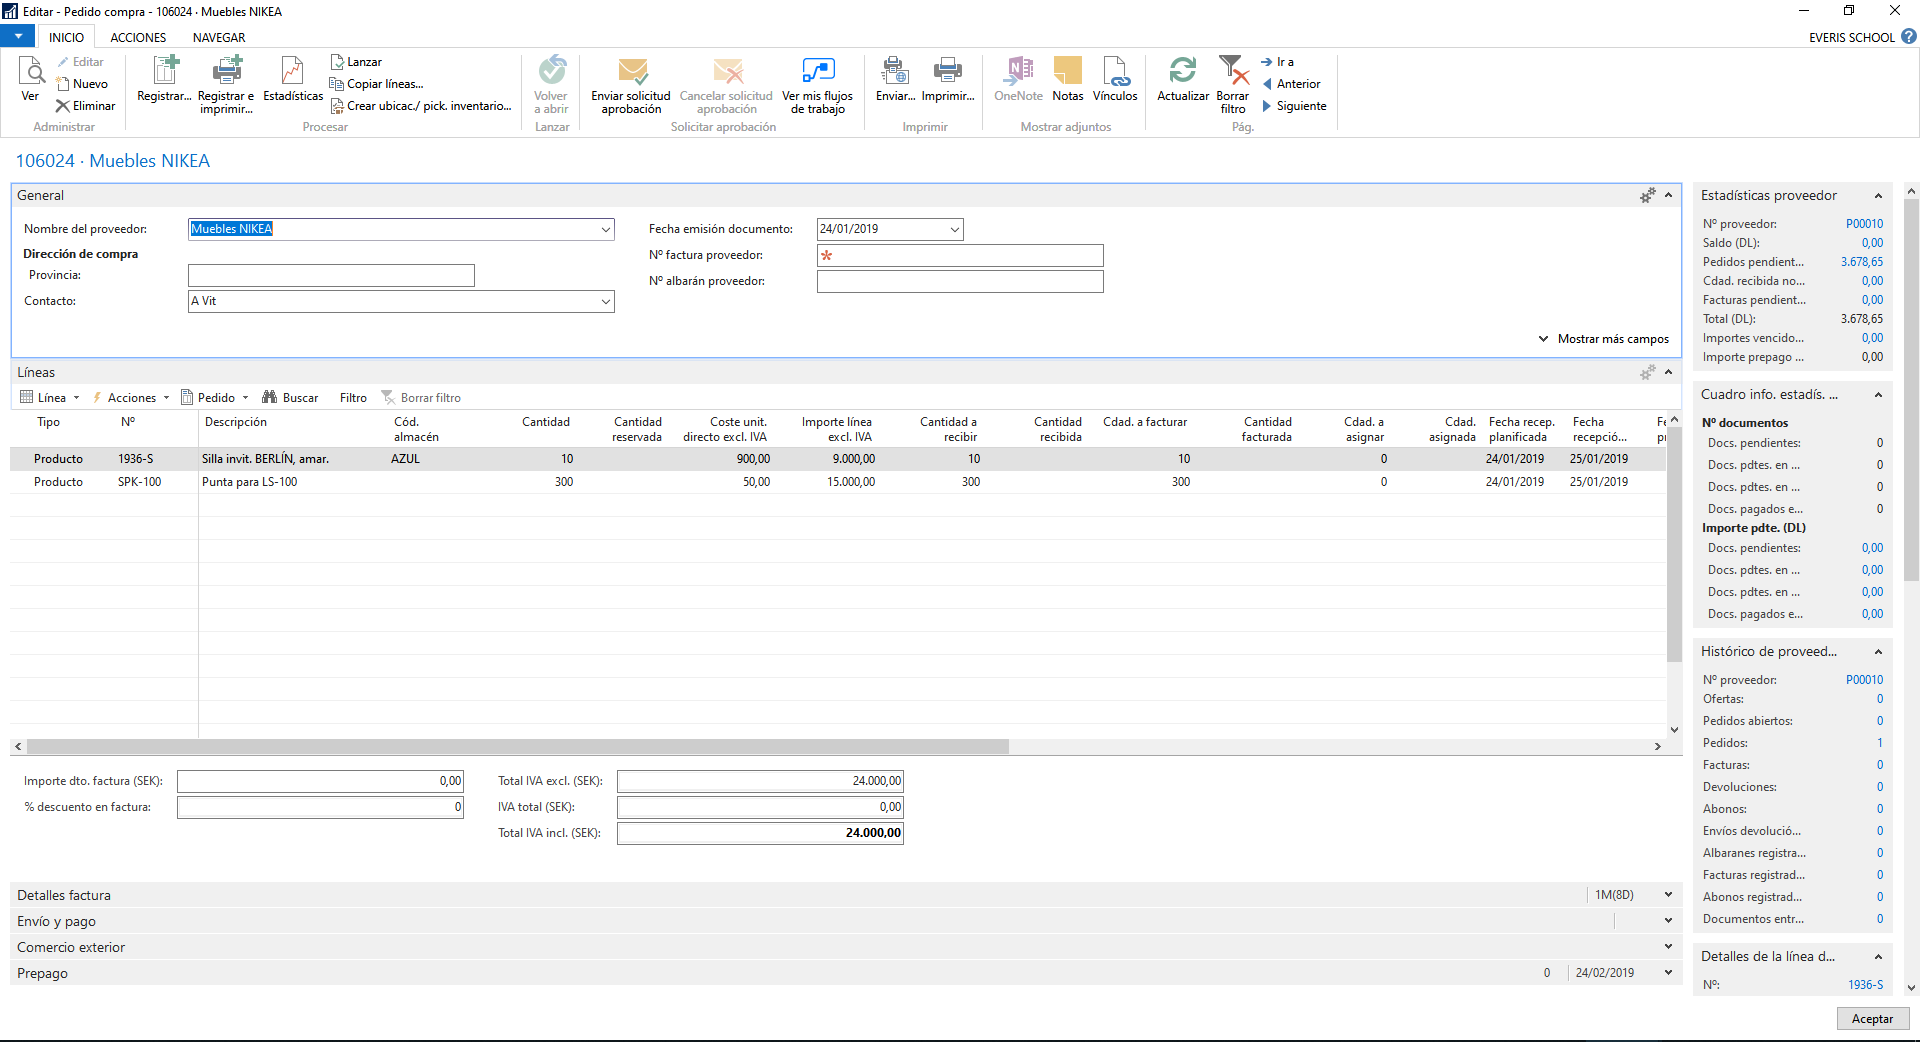 Editar - Pedido compra - 106024 · Muebles NIKEA
INICIO ACCIONES NAVEGAR EVERIS SCHOOL
Ver
Editar
Nuevo
Eliminar
Administrar
Registrar...
Registrar e imprimir...
Estadísticas
Lanzar
Copiar líneas...
Crear ubicac./ pick. inventario...
Procesar
Volver a abrir
Lanzar
Enviar solicitud aprobación
Cancelar solicitud aprobación
Ver mis flujos de trabajo
Solicitar aprobación
Enviar...
Imprimir...
Imprimir
OneNote
Notas
Vínculos
Mostrar adjuntos
Actualizar
Borrar filtro
Ir a
Anterior
Siguiente
Pág.
106024 · Muebles NIKEA
General
Nombre del proveedor: Muebles NIKEA
Dirección de compra
Provincia:
Contacto: A Vit
Fecha emisión documento: 24/01/2019
Nº factura proveedor: *
Nº albarán proveedor:
Mostrar más campos
Líneas
Línea Acciones Pedido Buscar Filtro Borrar filtro
Tipo Nº Descripción Cód. almacén Cantidad Cantidad reservada Coste unit. directo excl. IVA Importe línea excl. IVA Cantidad a recibir Cantidad recibida Cdad. a facturar Cantidad facturada Cdad. a asignar Cdad. asignada Fecha recep. planificada Fecha recepció...
Producto 1936-S Silla invit. BERLÍN, amar. AZUL 10 900,00 9.000,00 10 10 0 24/01/2019 25/01/2019
Producto SPK-100 Punta para LS-100 300 50,00 15.000,00 300 300 0 24/01/2019 25/01/2019
Importe dto. factura (SEK): 0,00
% descuento en factura: 0
Total IVA excl. (SEK): 24.000,00
IVA total (SEK): 0,00
Total IVA incl. (SEK): 24.000,00
Detalles factura 1M(8D)
Envío y pago
Comercio exterior
Prepago 0 24/02/2019
Estadísticas proveedor
Nº proveedor: P00010
Saldo (DL): 0,00
Pedidos pendient... 3.678,65
Cdad. recibida no... 0,00
Facturas pendient... 0,00
Total (DL): 3.678,65
Importes vencido... 0,00
Importe prepago ... 0,00
Cuadro info. estadís. ...
Nº documentos
Docs. pendientes: 0
Docs. pdtes. en ... 0
Docs. pdtes. en ... 0
Docs. pagados e... 0
Importe pdte. (DL)
Docs. pendientes: 0,00
Docs. pdtes. en ... 0,00
Docs. pdtes. en ... 0,00
Docs. pagados e... 0,00
Histórico de proveed...
Nº proveedor: P00010
Ofertas: 0
Pedidos abiertos: 0
Pedidos: 1
Facturas: 0
Devoluciones: 0
Abonos: 0
Envíos devolució... 0
Albaranes registra... 0
Facturas registrad... 0
Abonos registrad... 0
Documentos entr... 0
Detalles de la línea d...
Nº: 1936-S
Aceptar